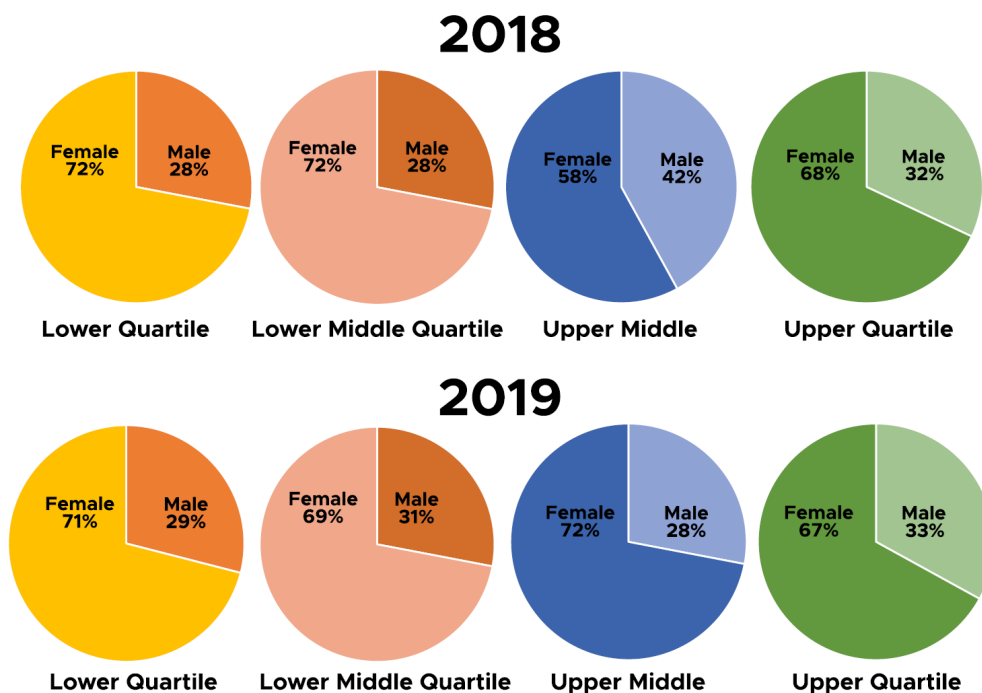 2018
Female
72%
Male
28%
Female
72%
Male
28%
Female
58%
Male
42%
Female
68%
Male
32%
Lower Quartile
Lower Middle Quartile
Upper Middle
Upper Quartile
2019
Female
71%
Male
29%
Female
69%
Male
31%
Female
72%
Male
28%
Female
67%
Male
33%
Lower Quartile
Lower Middle Quartile
Upper Middle
Upper Quartile